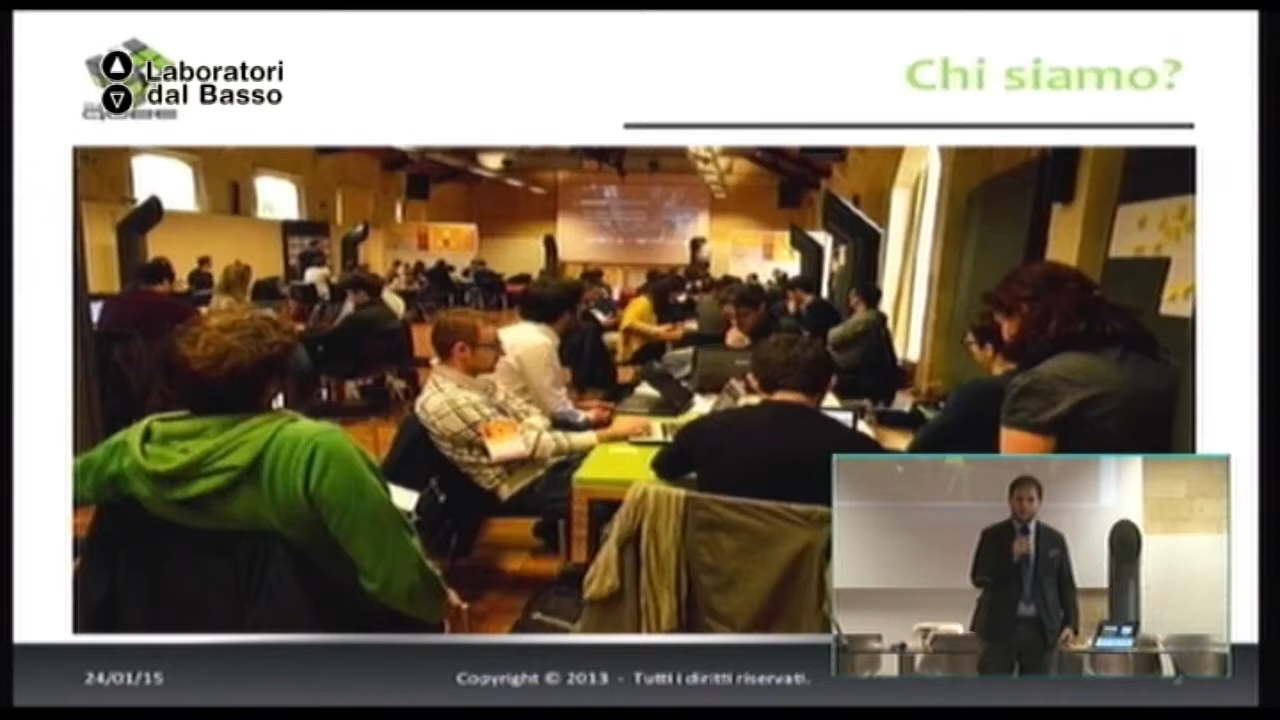 Laboratori
dal Basso
Chi siamo?
24/01/15
Copyright © 2013 - Tutti i diritti riservati.